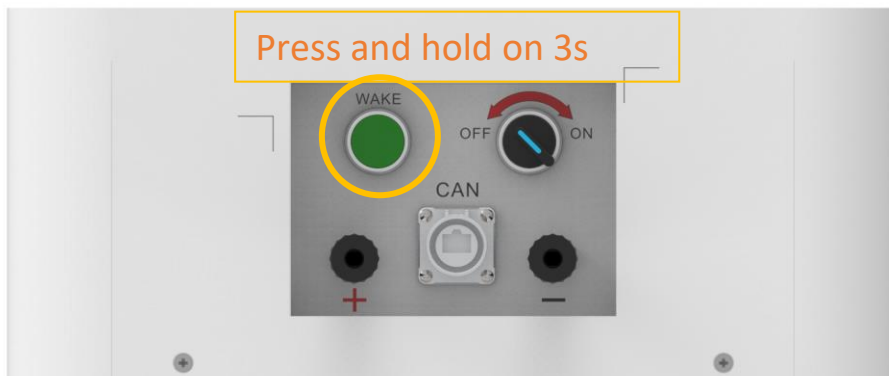 Press and hold on 3s
WAKE
OFF ON
CAN
+ −